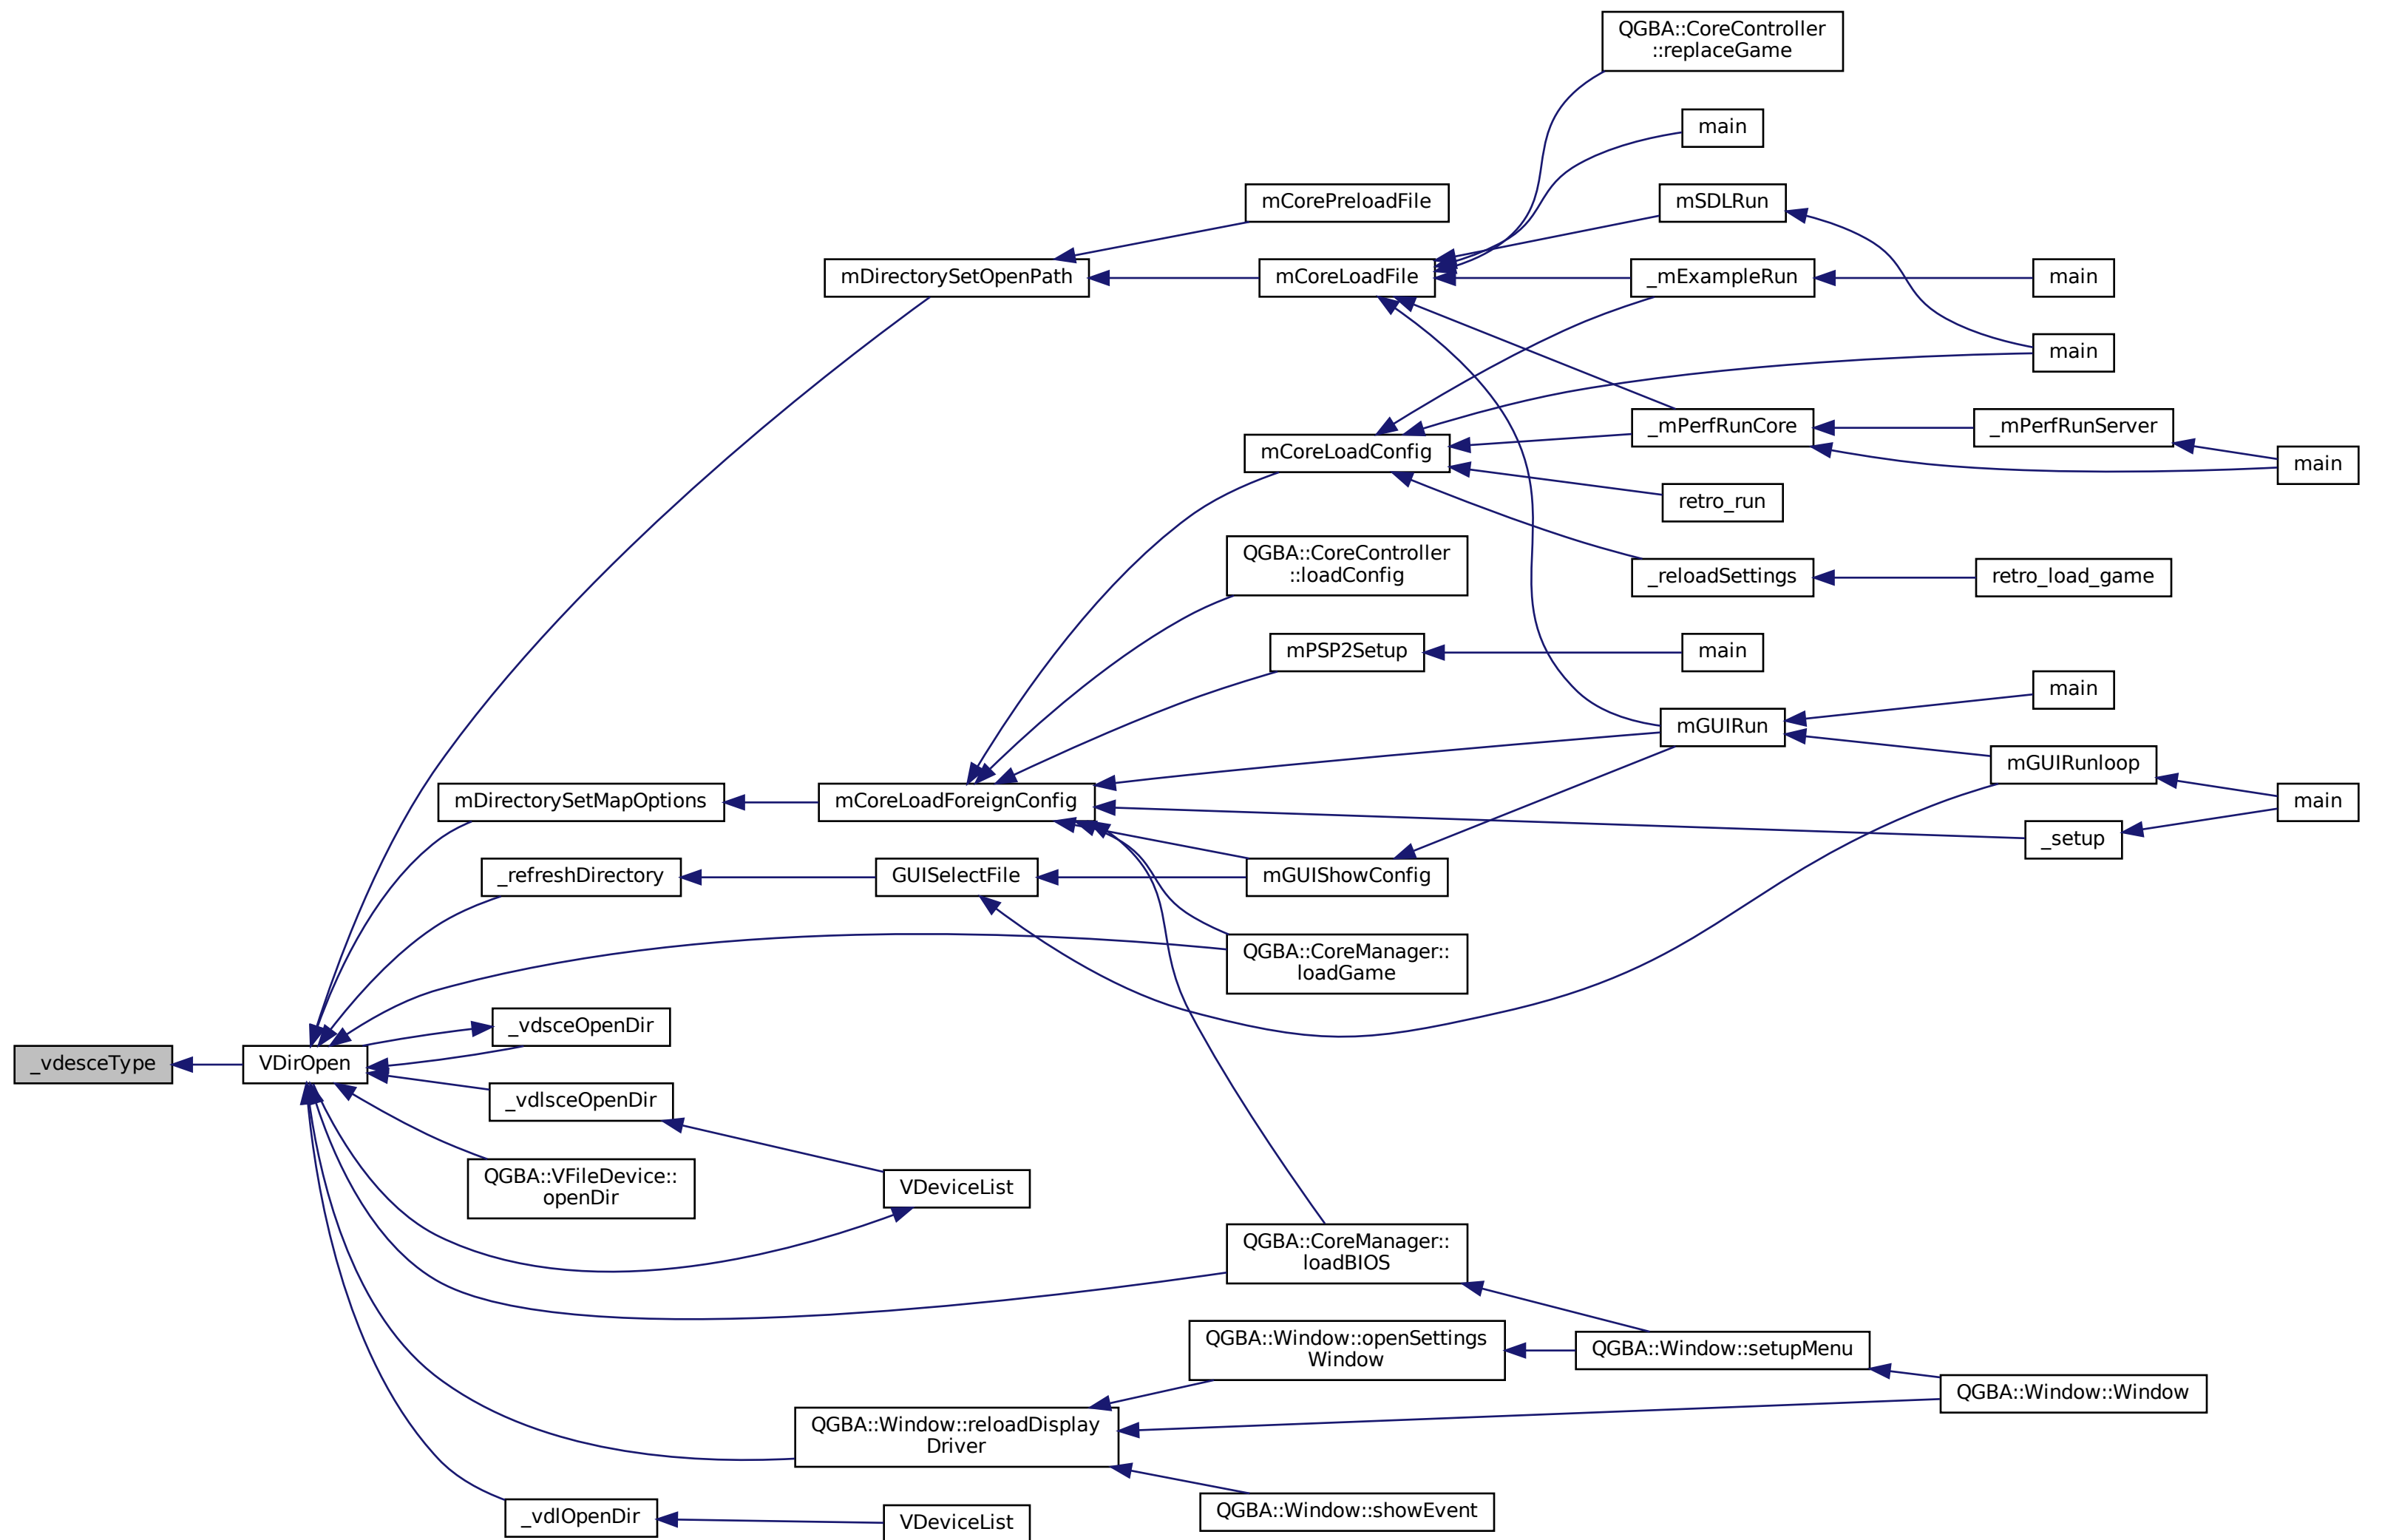 QGBA::CoreController
::replaceGame
main
mCorePreloadFile
mSDLRun
mDirectorySetOpenPath
mCoreLoadFile
_mExampleRun
main
main
mCoreLoadConfig
_mPerfRunCore
_mPerfRunServer
main
retro_run
QGBA::CoreController
::loadConfig
_reloadSettings
retro_load_game
mPSP2Setup
main
main
mGUIRun
mGUIRunloop
mDirectorySetMapOptions
mCoreLoadForeignConfig
main
_setup
_refreshDirectory
GUISelectFile
mGUIShowConfig
QGBA::CoreManager::
loadGame
_vdsceOpenDir
_vdesceType
VDirOpen
_vdlsceOpenDir
QGBA::VFileDevice::
openDir
VDeviceList
QGBA::CoreManager::
loadBIOS
QGBA::Window::openSettings
Window
QGBA::Window::setupMenu
QGBA::Window::Window
QGBA::Window::reloadDisplay
Driver
QGBA::Window::showEvent
_vdlOpenDir
VDeviceList